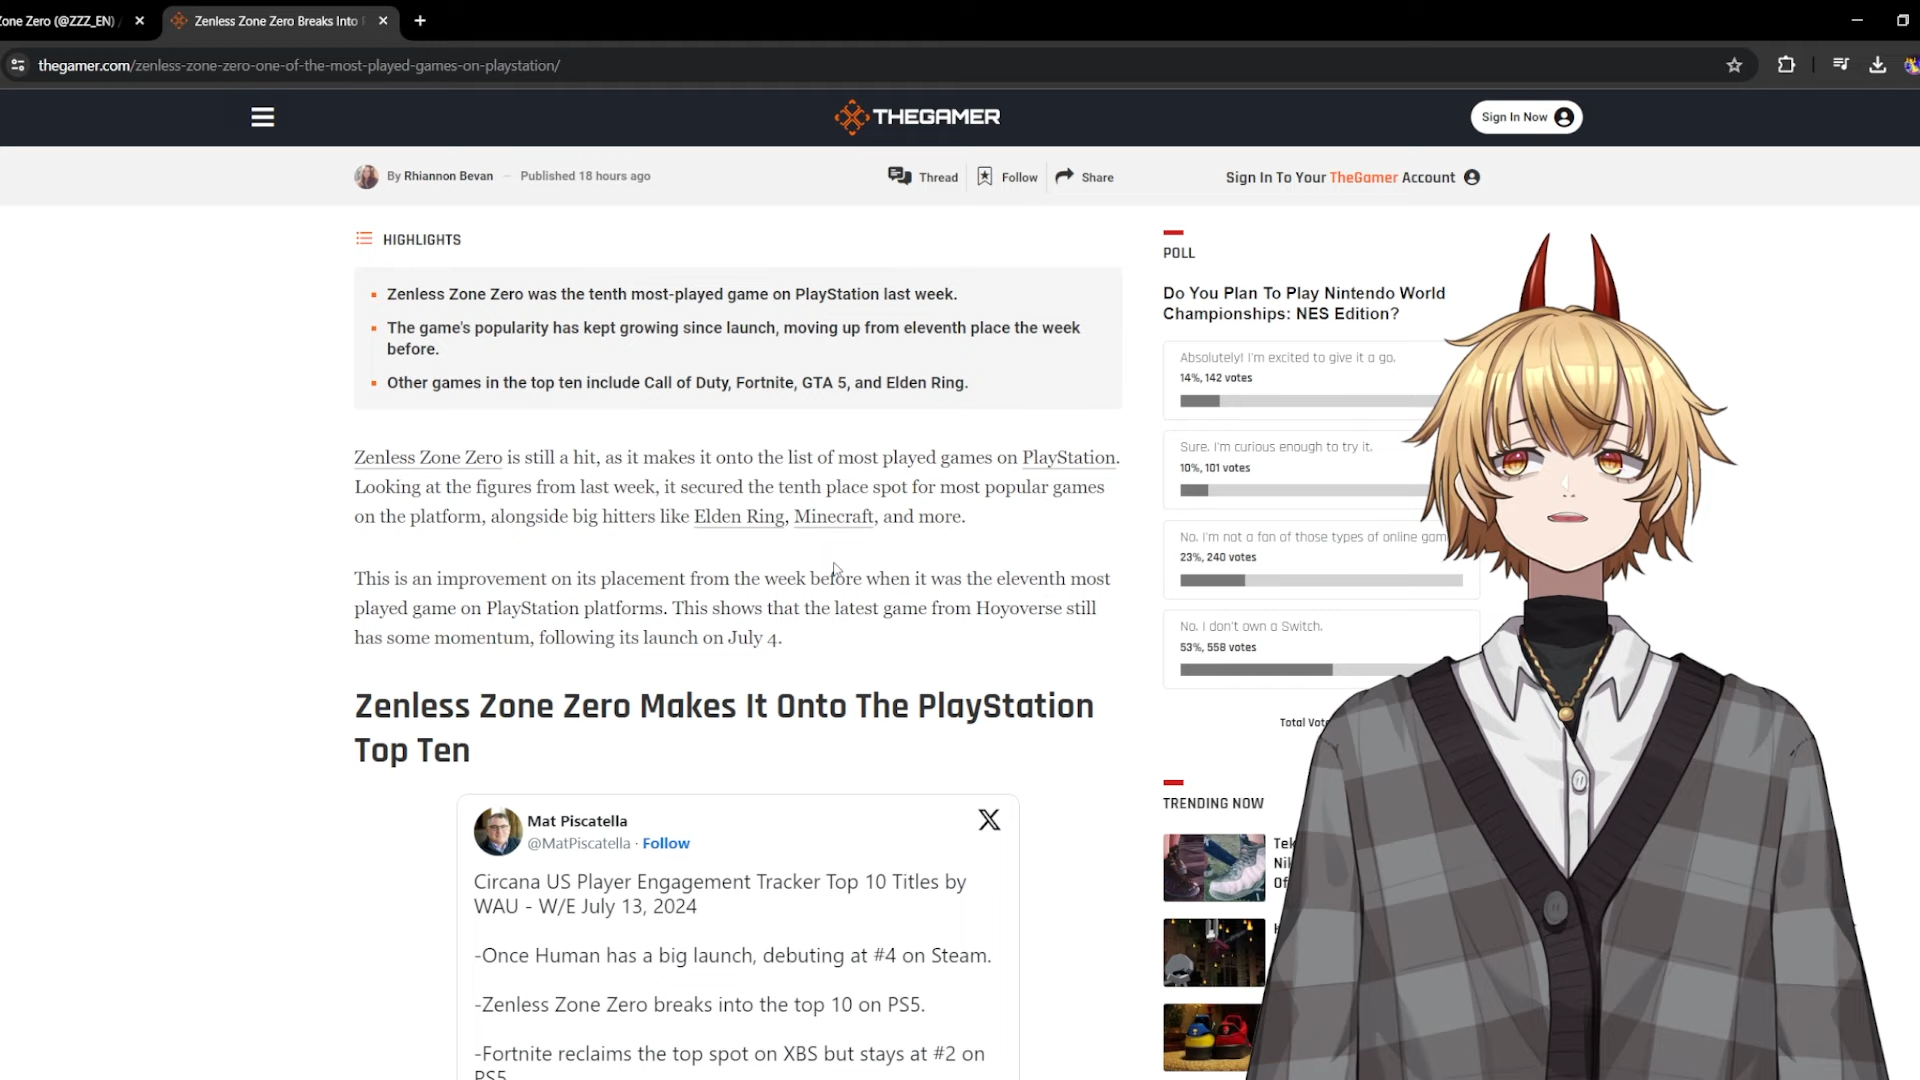 Zone Zero (@ZZZ_EN)
Zenless Zone Zero Breaks Into
thegamer.com/zenless-zone-zero-one-of-the-most-played-games-on-playstation/
THEGAMER
Sign In Now
By Rhiannon Bevan
Published 18 hours ago
Thread
Follow
Share
Sign In To Your TheGamer Account
HIGHLIGHTS
Zenless Zone Zero was the tenth most-played game on PlayStation last week.
The game's popularity has kept growing since launch, moving up from eleventh place the week
before.
Other games in the top ten include Call of Duty, Fortnite, GTA 5, and Elden Ring.
Zenless Zone Zero is still a hit, as it makes it onto the list of most played games on PlayStation.
Looking at the figures from last week, it secured the tenth place spot for most popular games
on the platform, alongside big hitters like Elden Ring, Minecraft, and more.
This is an improvement on its placement from the week before when it was the eleventh most
played game on PlayStation platforms. This shows that the latest game from Hoyoverse still
has some momentum, following its launch on July 4.
Zenless Zone Zero Makes It Onto The PlayStation
Top Ten
Mat Piscatella
@MatPiscatella · Follow
Circana US Player Engagement Tracker Top 10 Titles by
WAU - W/E July 13, 2024
-Once Human has a big launch, debuting at #4 on Steam.
-Zenless Zone Zero breaks into the top 10 on PS5.
-Fortnite reclaims the top spot on XBS but stays at #2 on
PS5
POLL
Do You Plan To Play Nintendo World
Championships: NES Edition?
Absolutely! I'm excited to give it a go.
14%, 142 votes
Sure. I'm curious enough to try it.
10%, 101 votes
No. I'm not a fan of those types of online gam
23%, 240 votes
No. I don't own a Switch.
53%, 558 votes
Total Vot
TRENDING NOW
Tek
Nik
Of